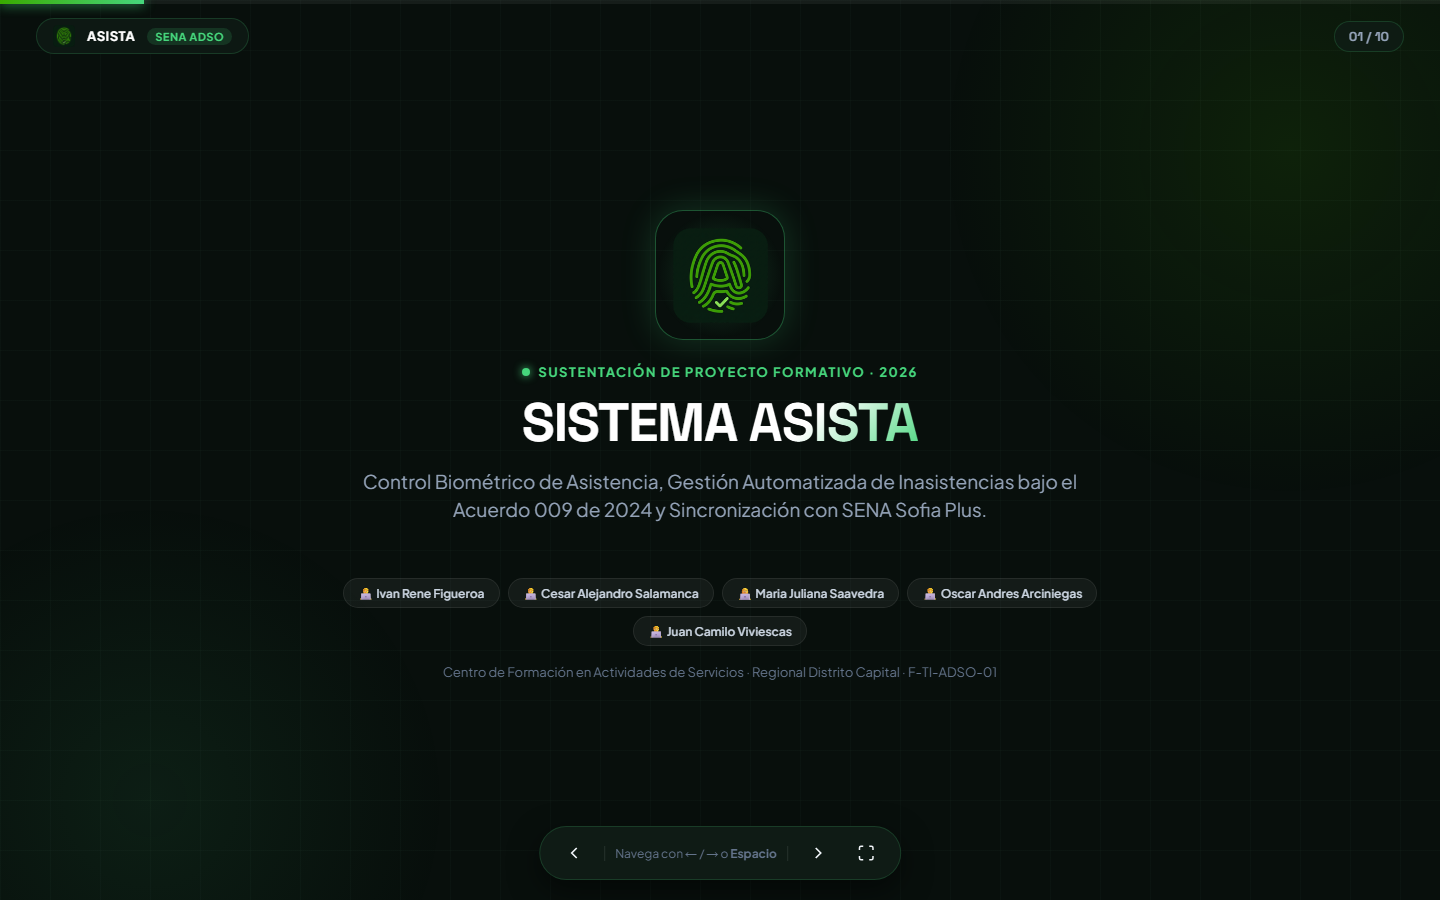 ASISTA SENA ADSO
01 / 10
SUSTENTACIÓN DE PROYECTO FORMATIVO · 2026
SISTEMA ASISTA
Control Biométrico de Asistencia, Gestión Automatizada de Inasistencias bajo el
Acuerdo 009 de 2024 y Sincronización con SENA Sofia Plus.
Ivan Rene Figueroa
Cesar Alejandro Salamanca
Maria Juliana Saavedra
Oscar Andres Arciniegas
Juan Camilo Viviescas
Centro de Formación en Actividades de Servicios · Regional Distrito Capital · F-TI-ADSO-01
Navega con ← / → o Espacio